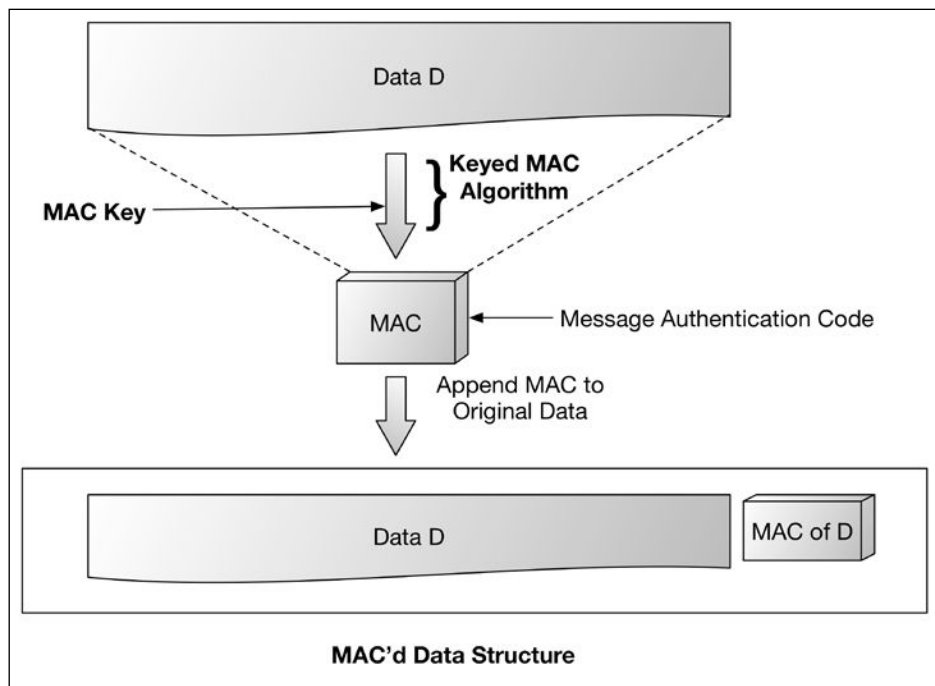 Data D
Keyed MAC
Algorithm
MAC Key
MAC
Message Authentication Code
Append MAC to
Original Data
Data D
MAC of D
MAC'd Data Structure